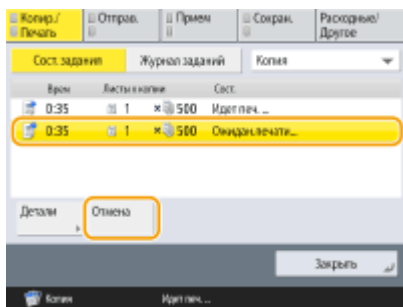 Копир./ Печать Отправ. Прием Сохран. Расходные/ Другое
Сост. задания Журнал заданий Копия
Врем Листы x копии Сост.
0:35 1 × 500 Идет печ. ...
0:35 1 × 500 Ожидан.печати...
Детали Отмена
Закрыть
Копия Идет печ. ...